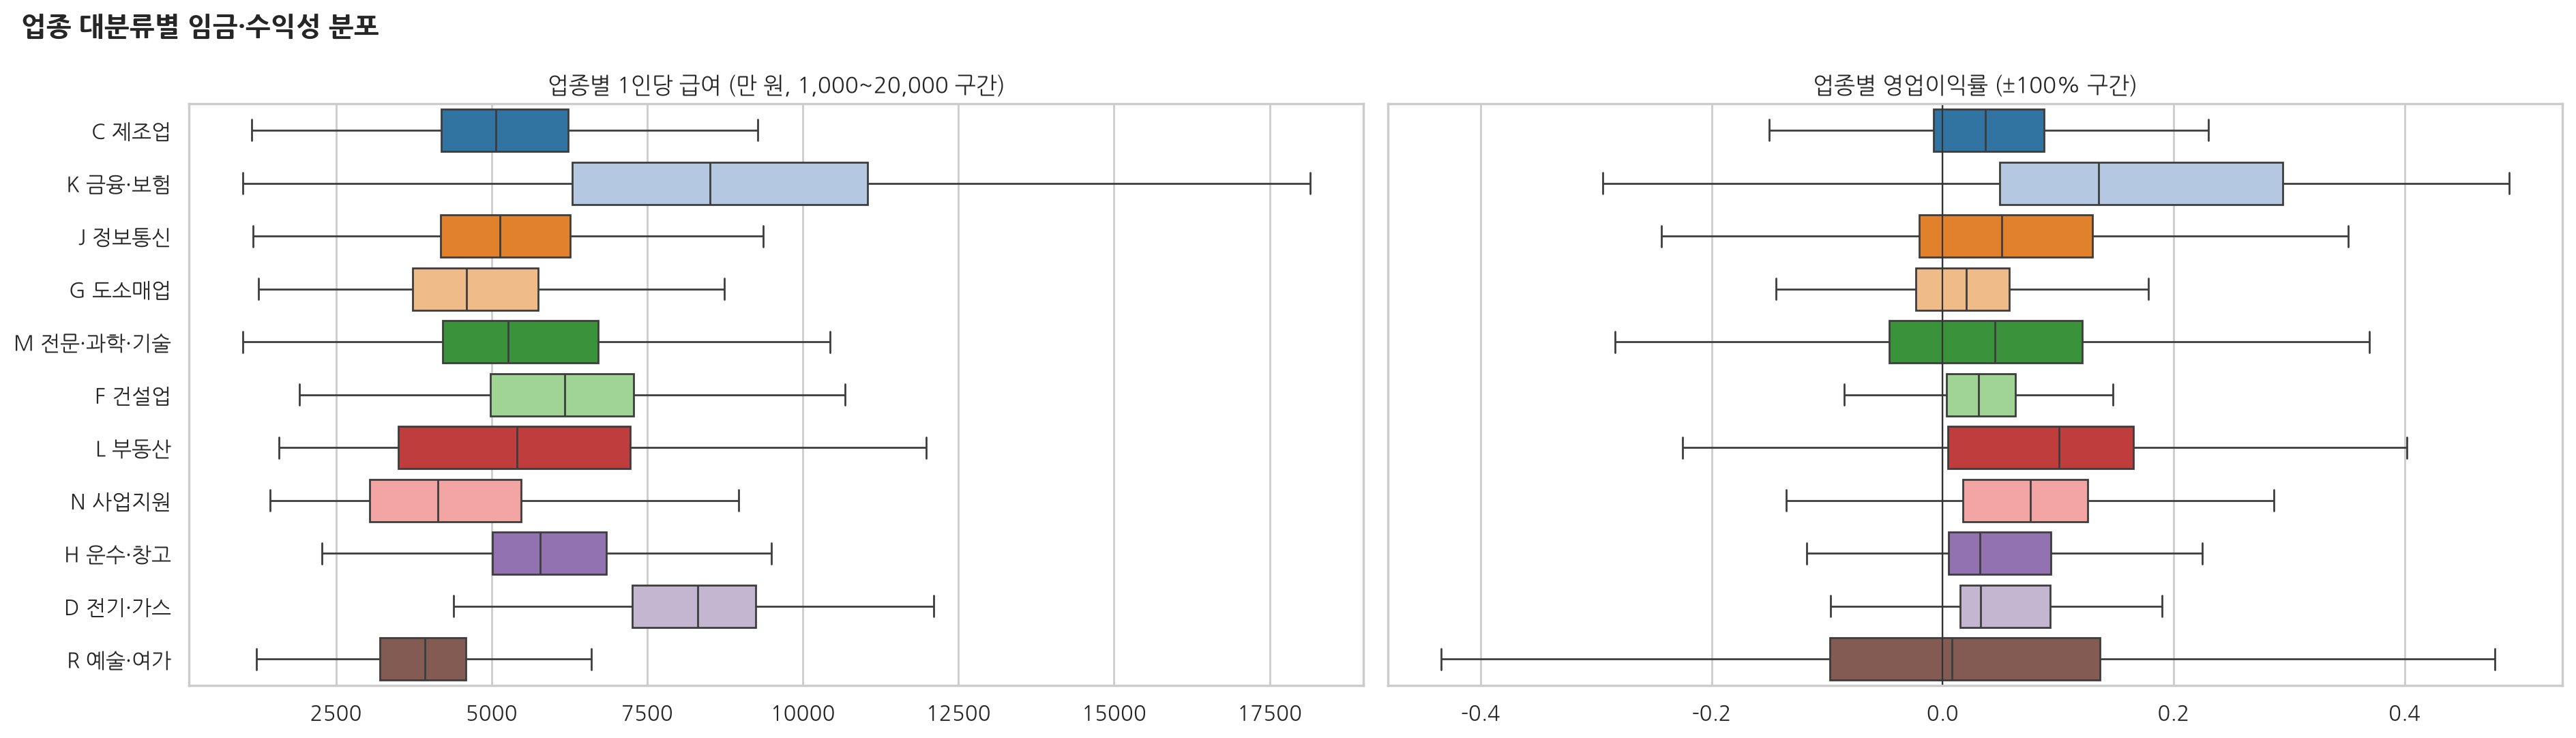 업종 대분류별 임금·수익성 분포
업종별 1인당 급여 (만 원, 1,000~20,000 구간)
C 제조업
K 금융·보험
J 정보통신
G 도소매업
M 전문·과학·기술
F 건설업
L 부동산
N 사업지원
H 운수·창고
D 전기·가스
R 예술·여가
2500 5000 7500 10000 12500 15000 17500
업종별 영업이익률 (±100% 구간)
-0.4 -0.2 0.0 0.2 0.4